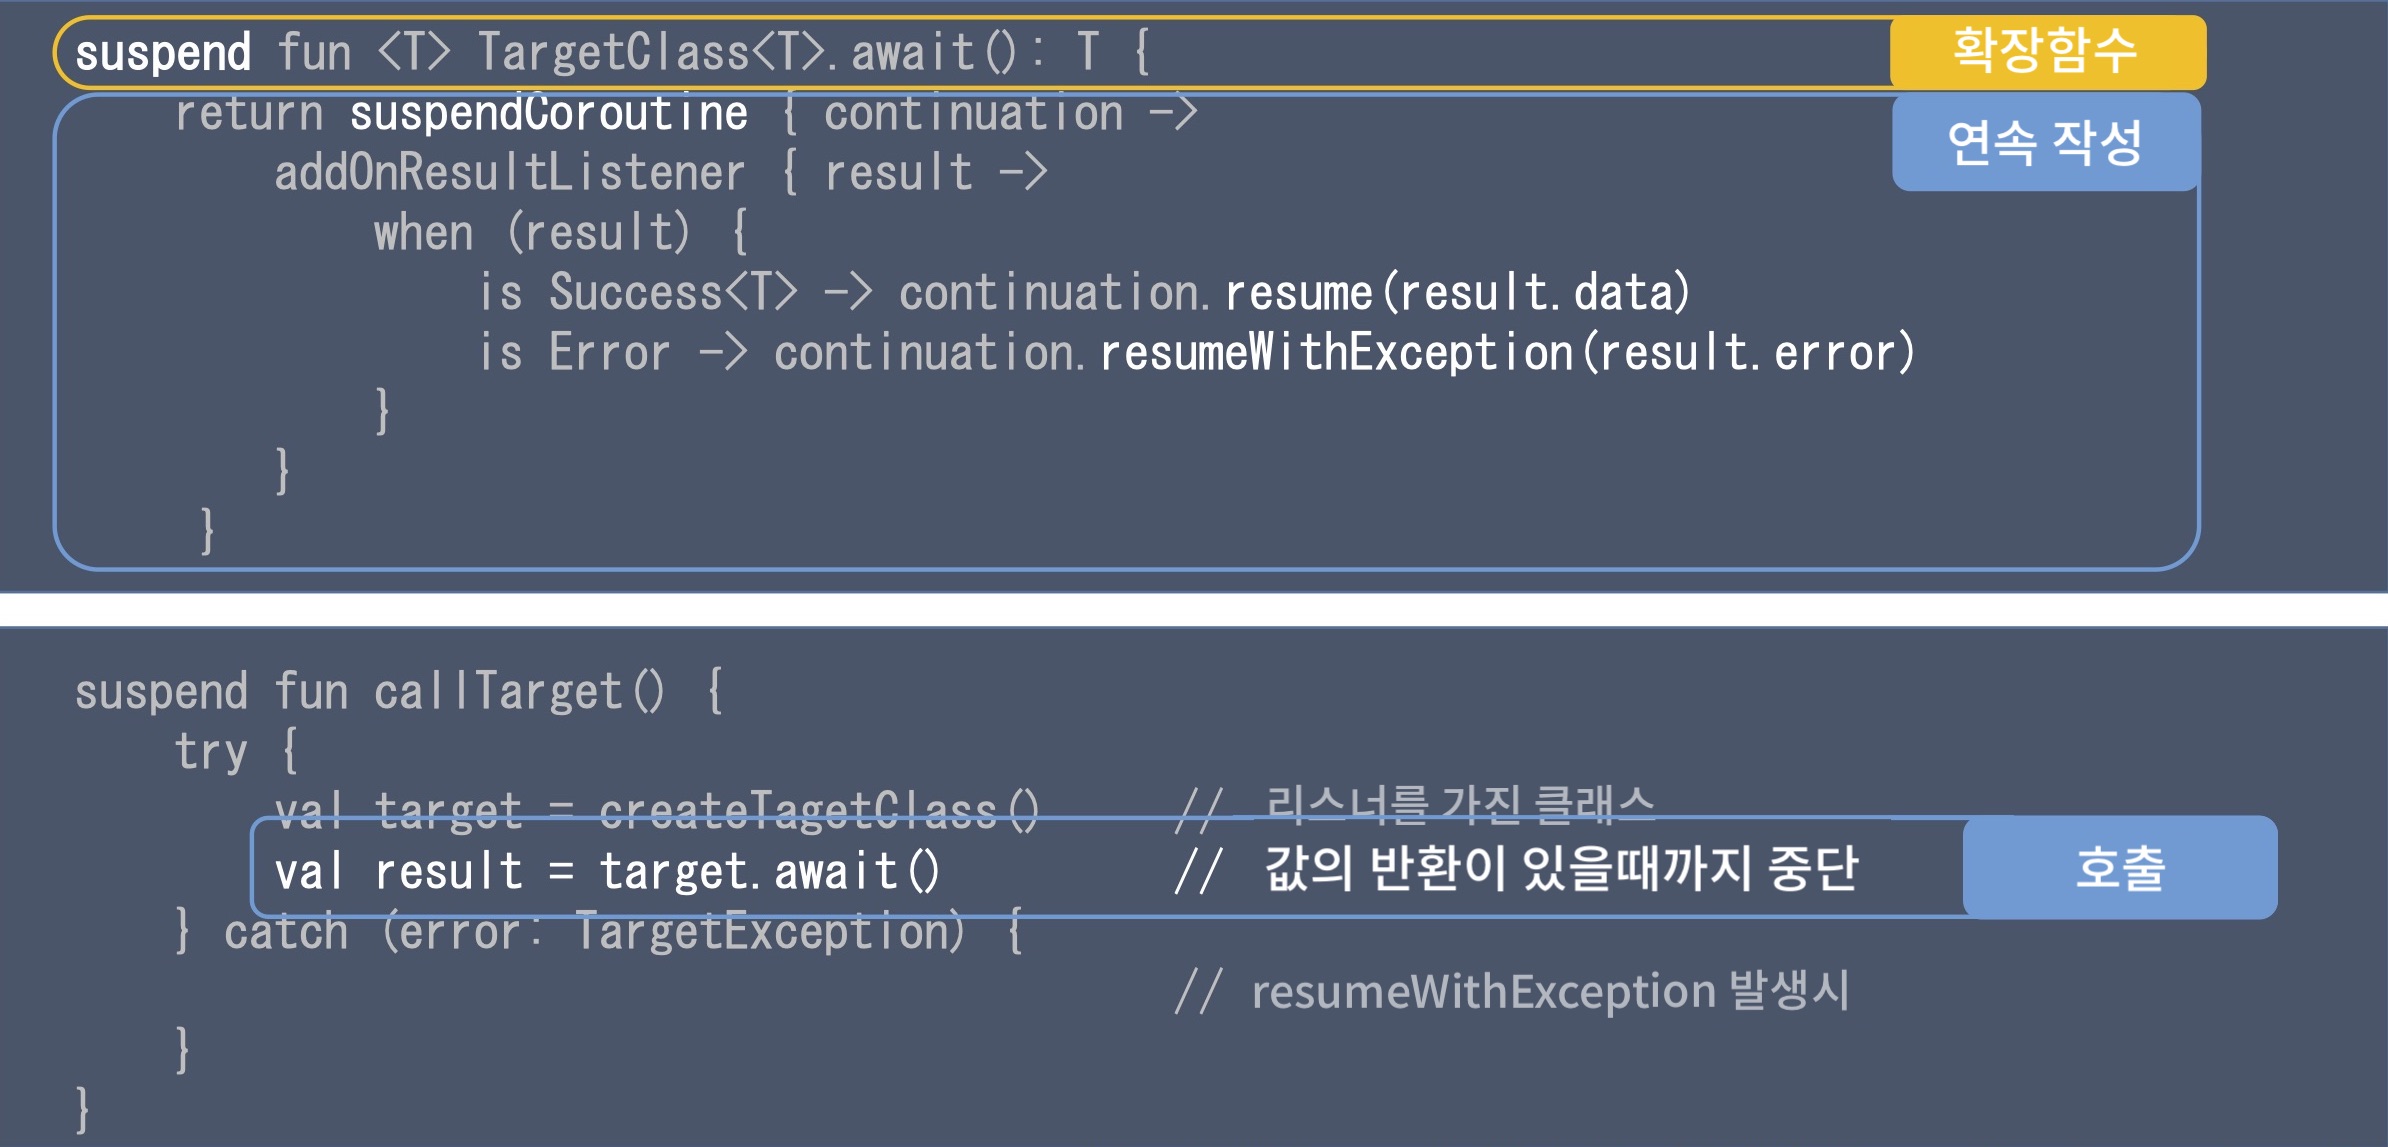 suspend fun <T> TargetClass<T>.await(): T {
확장함수
return suspendCoroutine { continuation ->
연속 작성
addOnResultListener { result ->
when (result) {
is Success<T> -> continuation.resume(result.data)
is Error -> continuation.resumeWithException(result.error)
}
}
}
suspend fun callTarget() {
try {
val target = createTagetClass() // 리스너를 가진 클래스
val result = target.await() // 값의 반환이 있을때까지 중단
호출
} catch (error: TargetException) {
// resumeWithException 발생시
}
}